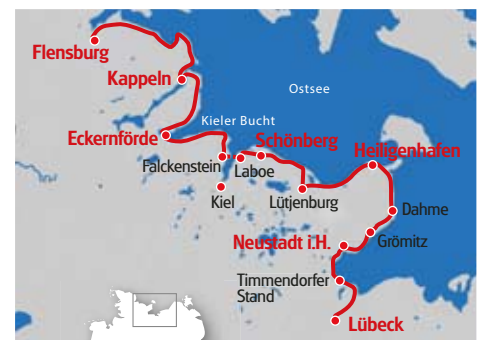 Flensburg
Kappeln
Ostsee
Kieler Bucht
Eckernförde
Schönberg
Falckenstein
Laboe
Heiligenhafen
Kiel
Lütjenburg
Dahme
Grömitz
Neustadt i.H.
Timmendorfer
Stand
Lübeck